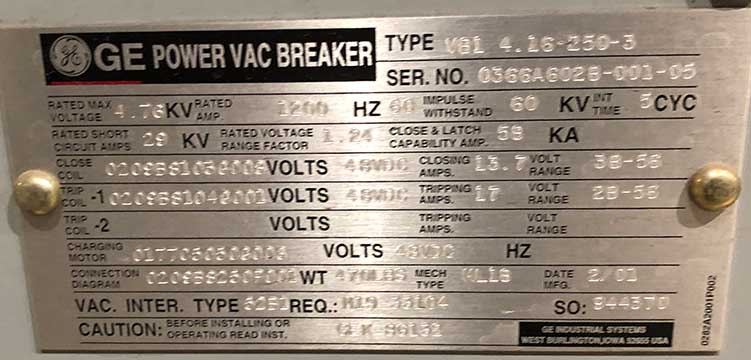 GE POWER VAC BREAKER TYPE VB1 4.16-250-3
SER. NO. 0366A6028-001-05
RATED MAX VOLTAGE 4.76 KV RATED AMP. 1200 HZ 60 IMPULSE WITHSTAND 60 KV INT TIME 5 CYC
RATED SHORT CIRCUIT AMPS 29 KV RATED VOLTAGE RANGE FACTOR 1.24 CLOSE & LATCH CAPABILITY AMP. 58 KA
CLOSE COIL VOLTS 48VDC CLOSING AMPS. 13.7 VOLT RANGE 38-56
TRIP COIL -1 VOLTS 48VDC TRIPPING AMPS. 17 VOLT RANGE 28-56
TRIP COIL -2 VOLTS TRIPPING AMPS. VOLT RANGE
CHARGING MOTOR VOLTS 48VDC HZ
CONNECTION DIAGRAM WT 470LBS MECH TYPE ML18 DATE MFG. 2/01
VAC. INTER. TYPE REQ.: SO: 944370
CAUTION: BEFORE INSTALLING OR OPERATING READ INST.
GE INDUSTRIAL SYSTEMS
WEST BURLINGTON, IOWA 52655 USA
0282A2001P002